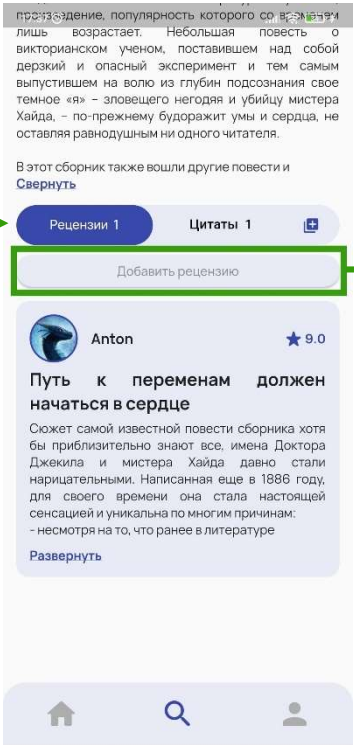 произведение, популярность которого со временем
лишь возрастает. Небольшая повесть о
викторианском ученом, поставившем над собой
дерзкий и опасный эксперимент и тем самым
выпустившем на волю из глубин подсознания свое
темное «я» – зловещего негодяя и убийцу мистера
Хайда, – по-прежнему будоражит умы и сердца, не
оставляя равнодушным ни одного читателя.
В этот сборник также вошли другие повести и
Свернуть
Рецензии 1 Цитаты 1
Добавить рецензию
Anton 9.0
Путь к переменам должен
начаться в сердце
Сюжет самой известной повести сборника хотя
бы приблизительно знают все, имена Доктора
Джекила и мистера Хайда давно стали
нарицательными. Написанная еще в 1886 году,
для своего времени она стала настоящей
сенсацией и уникальна по многим причинам:
- несмотря на то, что ранее в литературе
Развернуть